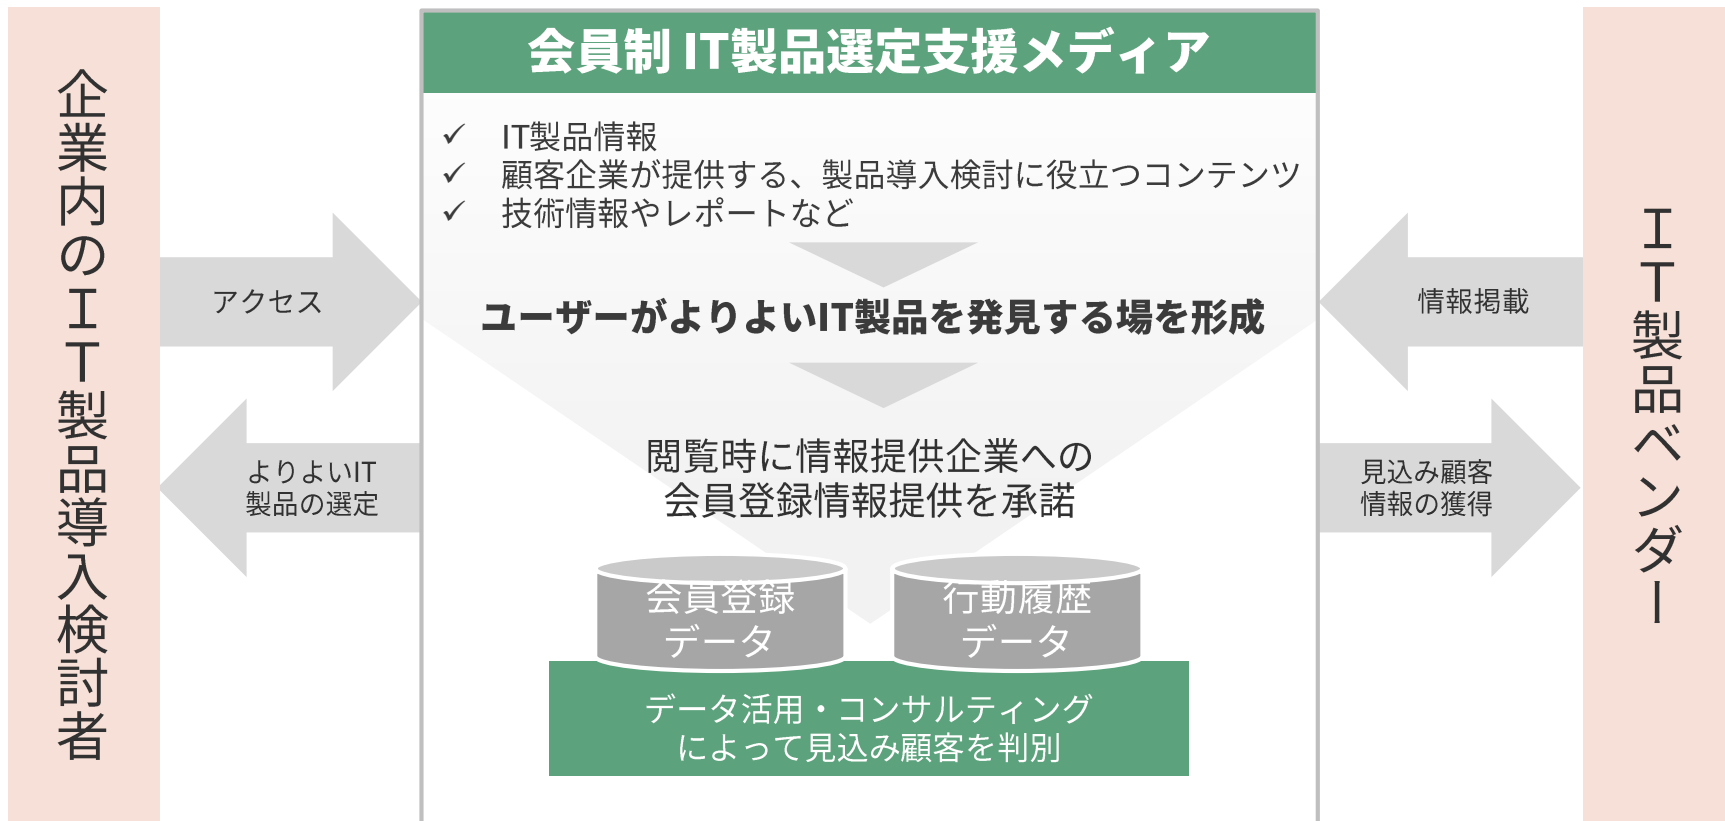 会員制 IT製品選定支援メディア
企業内のIT製品導入検討者
✓ IT製品情報
✓ 顧客企業が提供する、製品導入検討に役立つコンテンツ
✓ 技術情報やレポートなど
アクセス
ユーザーがよりよいIT製品を発見する場を形成
情報掲載
よりよいIT
製品の選定
閲覧時に情報提供企業への
会員登録情報提供を承諾
見込み顧客
情報の獲得
会員登録
データ
行動履歴
データ
データ活用・コンサルティング
によって見込み顧客を判別
IT製品ベンダー